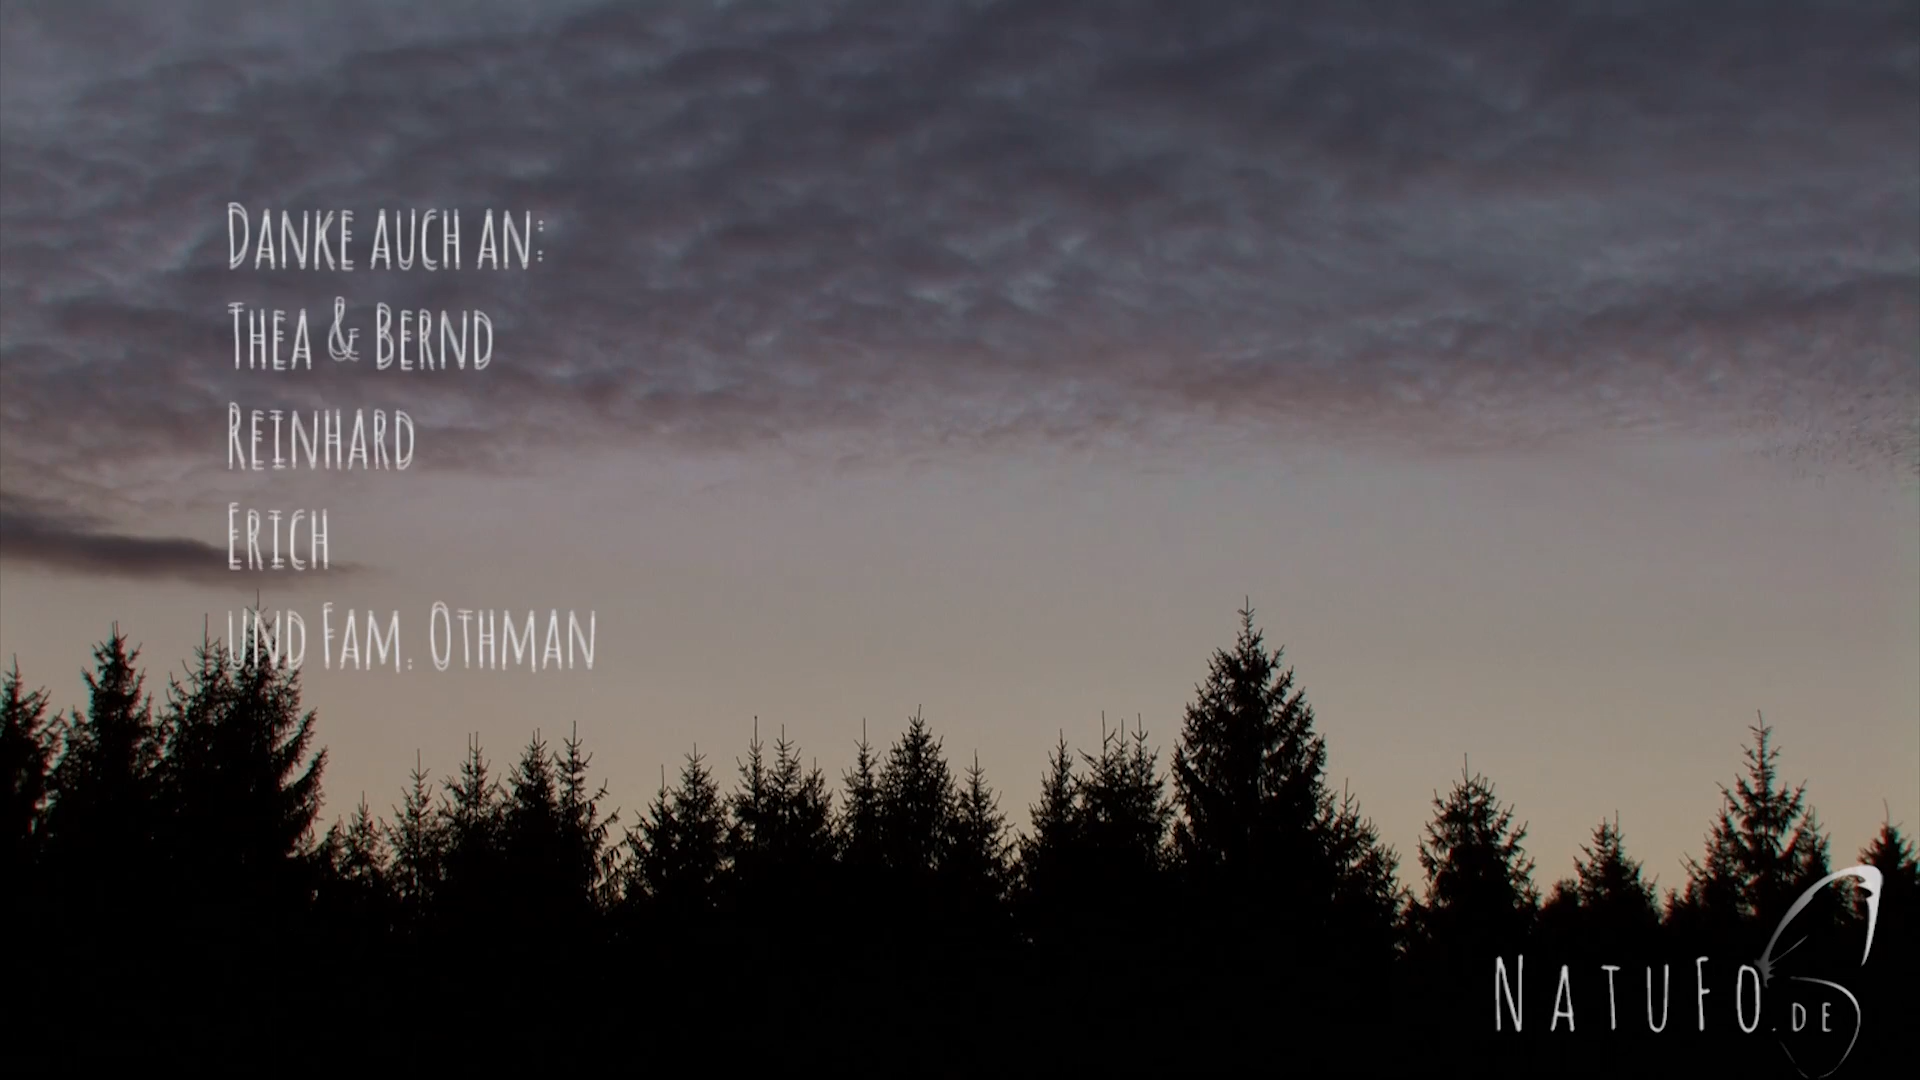 Danke auch an:
Thea & Bernd
Reinhard
Erich
und Fam. Othman
NatuFo.de